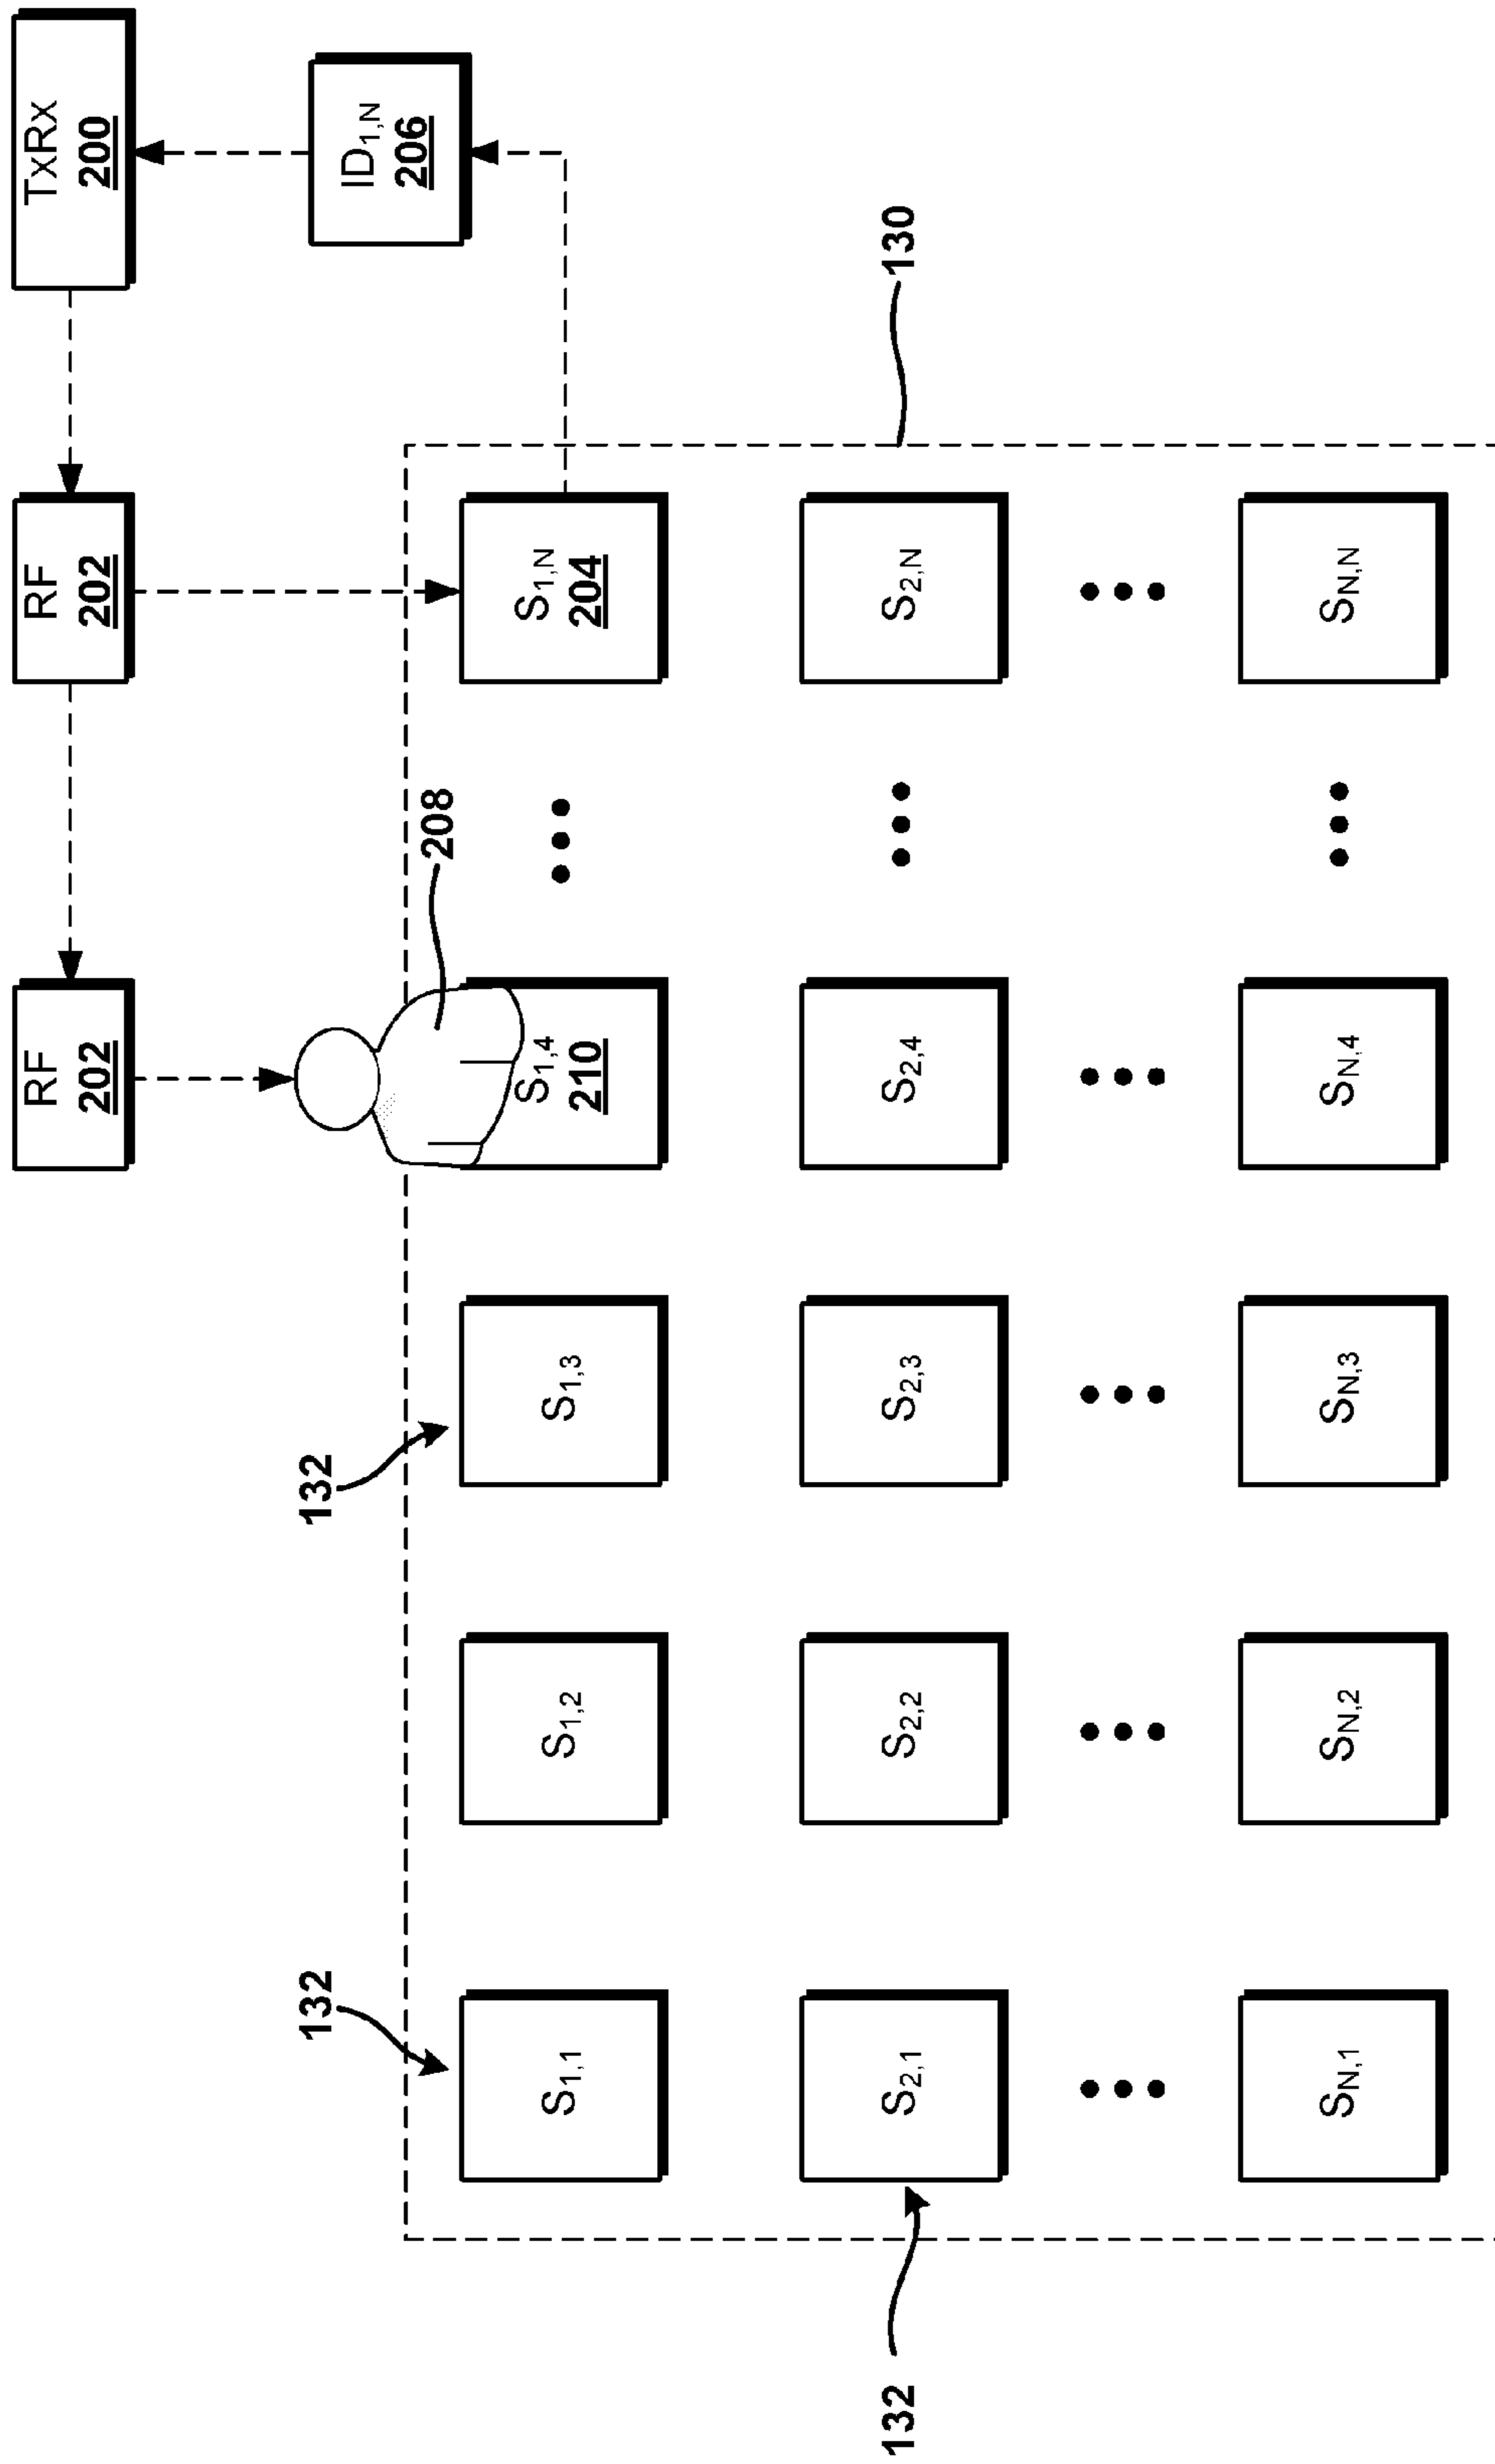 TxRx
200
RF
202
RF
202
ID1,N
206
132
132
208
130
132
S1,1
S1,2
S1,3
S1,4
210
S1,N
204
S2,1
S2,2
S2,3
S2,4
S2,N
SN,1
SN,2
SN,3
SN,4
SN,N